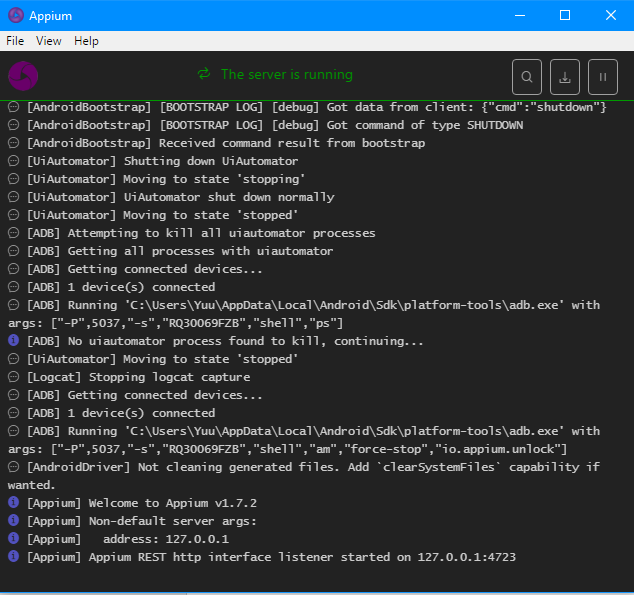 Appium
File View Help
The server is running
[AndroidBootstrap] [BOOTSTRAP LOG] [debug] Got data from client: {"cmd":"shutdown"}
[AndroidBootstrap] [BOOTSTRAP LOG] [debug] Got command of type SHUTDOWN
[AndroidBootstrap] Received command result from bootstrap
[UiAutomator] Shutting down UiAutomator
[UiAutomator] Moving to state 'stopping'
[UiAutomator] UiAutomator shut down normally
[UiAutomator] Moving to state 'stopped'
[ADB] Attempting to kill all uiautomator processes
[ADB] Getting all processes with uiautomator
[ADB] Getting connected devices...
[ADB] 1 device(s) connected
[ADB] Running 'C:\Users\Yuu\AppData\Local\Android\Sdk\platform-tools\adb.exe' with
args: ["-P",5037,"-s","RQ30069FZB","shell","ps"]
[ADB] No uiautomator process found to kill, continuing...
[UiAutomator] Moving to state 'stopped'
[Logcat] Stopping logcat capture
[ADB] Getting connected devices...
[ADB] 1 device(s) connected
[ADB] Running 'C:\Users\Yuu\AppData\Local\Android\Sdk\platform-tools\adb.exe' with
args: ["-P",5037,"-s","RQ30069FZB","shell","am","force-stop","io.appium.unlock"]
[AndroidDriver] Not cleaning generated files. Add `clearSystemFiles` capability if
wanted.
[Appium] Welcome to Appium v1.7.2
[Appium] Non-default server args:
[Appium]   address: 127.0.0.1
[Appium] Appium REST http interface listener started on 127.0.0.1:4723